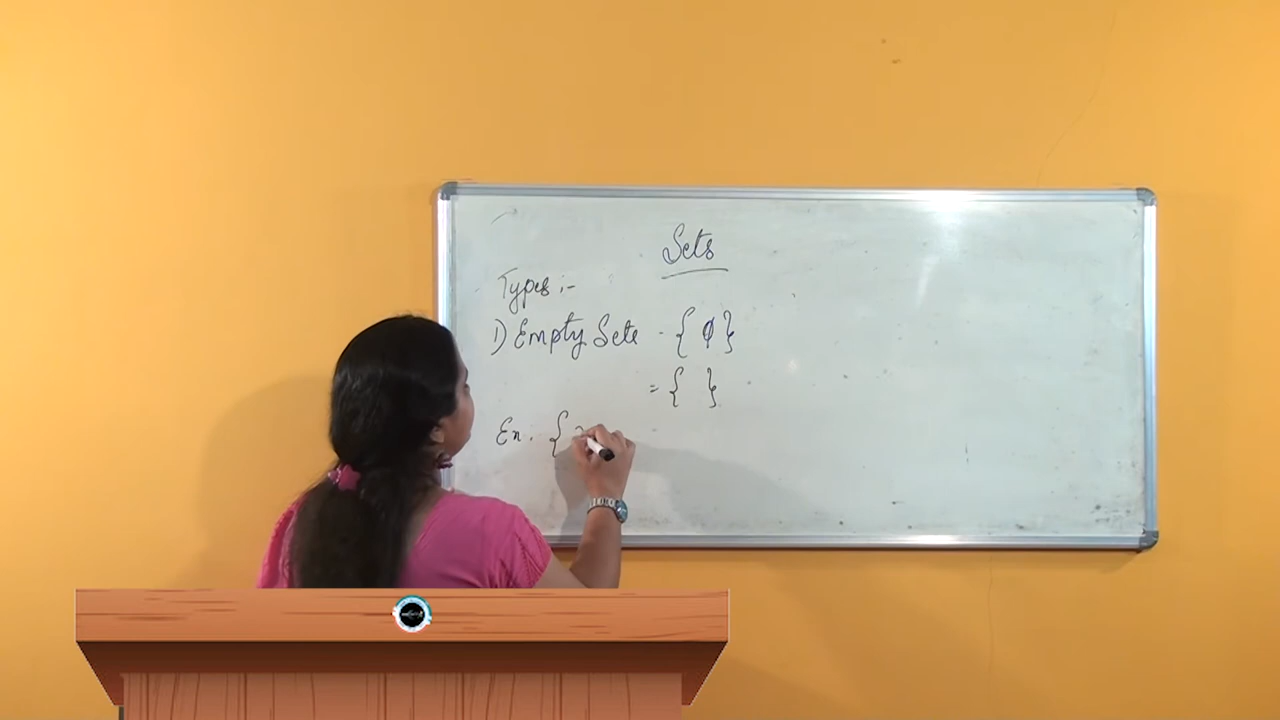 Sets
Types :-
1) Empty Sets - { φ }
= { }
Ex. {